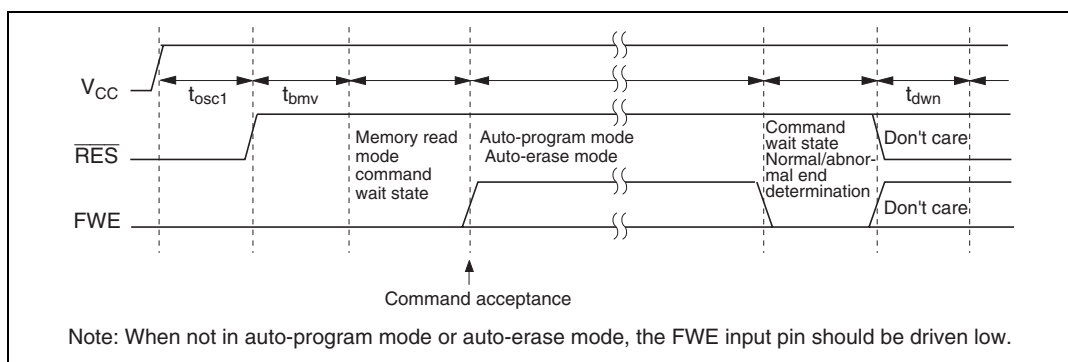 VCC
tosc1
tbmv
tdwn
RES
Memory read
mode
command
wait state
Auto-program mode
Auto-erase mode
Command
wait state
Normal/abnor-
mal end
determination
Don't care
FWE
Don't care
Command acceptance
Note: When not in auto-program mode or auto-erase mode, the FWE input pin should be driven low.